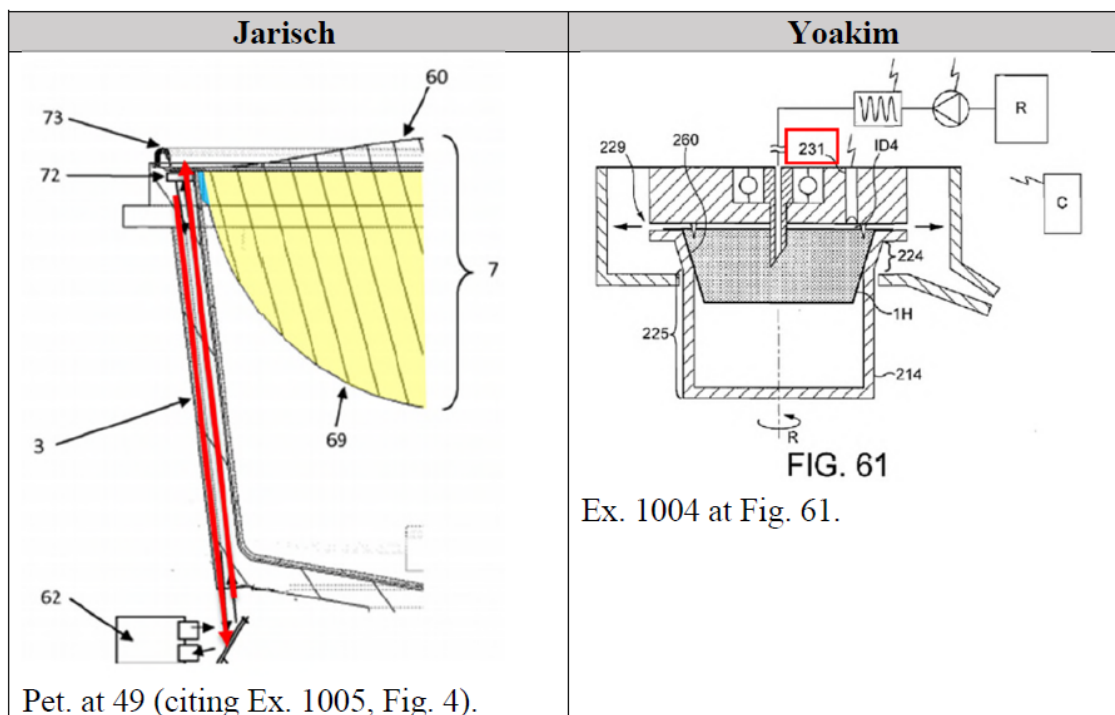 Jarisch
Yoakim
60
73
72
7
3
69
62
Pet. at 49 (citing Ex. 1005, Fig. 4).
R
231
ID4
229
260
C
224
1H
225
214
R
FIG. 61
Ex. 1004 at Fig. 61.